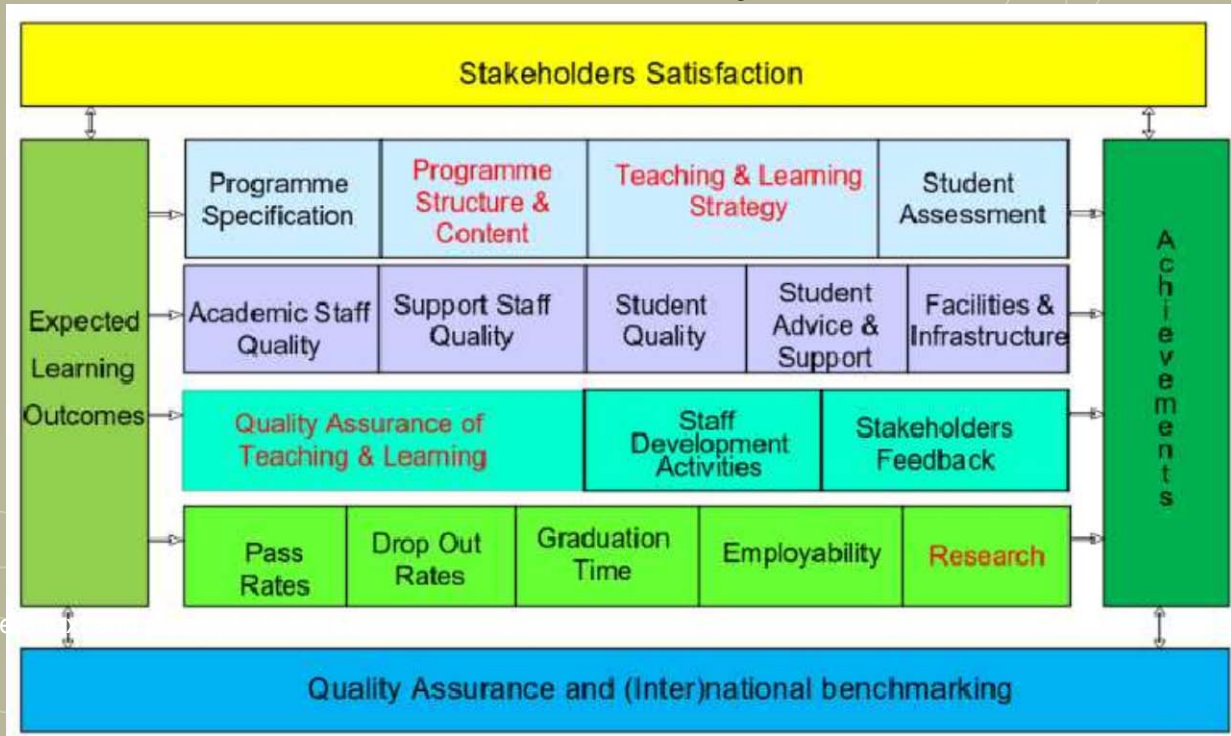 Stakeholders Satisfaction
Expected
Learning
Outcomes
Programme
Specification
Programme
Structure &
Content
Teaching & Learning
Strategy
Student
Assessment
Academic Staff
Quality
Support Staff
Quality
Student
Quality
Student
Advice &
Support
Facilities &
Infrastructure
Quality Assurance of
Teaching & Learning
Staff
Development
Activities
Stakeholders
Feedback
Pass
Rates
Drop Out
Rates
Graduation
Time
Employability
Research
Achievements
Quality Assurance and (Inter)national benchmarking